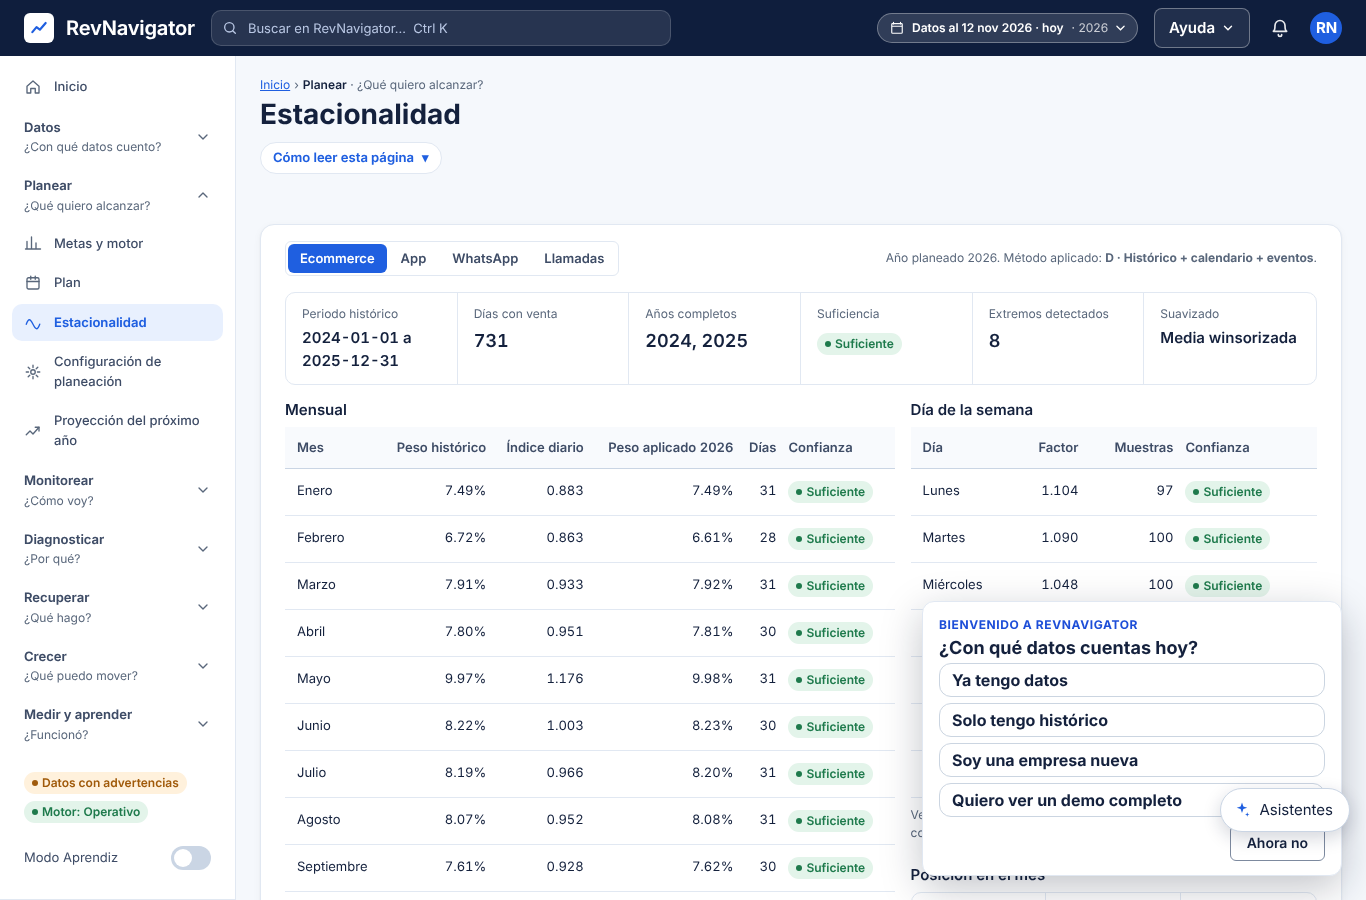 RevNavigator
Buscar en RevNavigator... Ctrl K
Datos al 12 nov 2026 · hoy · 2026
Ayuda
RN
Inicio
Datos
¿Con qué datos cuento?
Planear
¿Qué quiero alcanzar?
Metas y motor
Plan
Estacionalidad
Configuración de
planeación
Proyección del próximo
año
Monitorear
¿Cómo voy?
Diagnosticar
¿Por qué?
Recuperar
¿Qué hago?
Crecer
¿Qué puedo mover?
Medir y aprender
¿Funcionó?
Datos con advertencias
Motor: Operativo
Modo Aprendiz
Inicio › Planear · ¿Qué quiero alcanzar?
Estacionalidad
Cómo leer esta página ▾
Ecommerce App WhatsApp Llamadas
Año planeado 2026. Método aplicado: D · Histórico + calendario + eventos.
Periodo histórico
2024-01-01 a
2025-12-31
Días con venta
731
Años completos
2024, 2025
Suficiencia
Suficiente
Extremos detectados
8
Suavizado
Media winsorizada
Mensual
Mes Peso histórico Índice diario Peso aplicado 2026 Días Confianza
Enero 7.49% 0.883 7.49% 31 Suficiente
Febrero 6.72% 0.863 6.61% 28 Suficiente
Marzo 7.91% 0.933 7.92% 31 Suficiente
Abril 7.80% 0.951 7.81% 30 Suficiente
Mayo 9.97% 1.176 9.98% 31 Suficiente
Junio 8.22% 1.003 8.23% 30 Suficiente
Julio 8.19% 0.966 8.20% 31 Suficiente
Agosto 8.07% 0.952 8.08% 31 Suficiente
Septiembre 7.61% 0.928 7.62% 30 Suficiente
Día de la semana
Día Factor Muestras Confianza
Lunes 1.104 97 Suficiente
Martes 1.090 100 Suficiente
Miércoles 1.048 100 Suficiente
BIENVENIDO A REVNAVIGATOR
¿Con qué datos cuentas hoy?
Ya tengo datos
Solo tengo histórico
Soy una empresa nueva
Quiero ver un demo completo
Asistentes
Ahora no
Posición en el mes